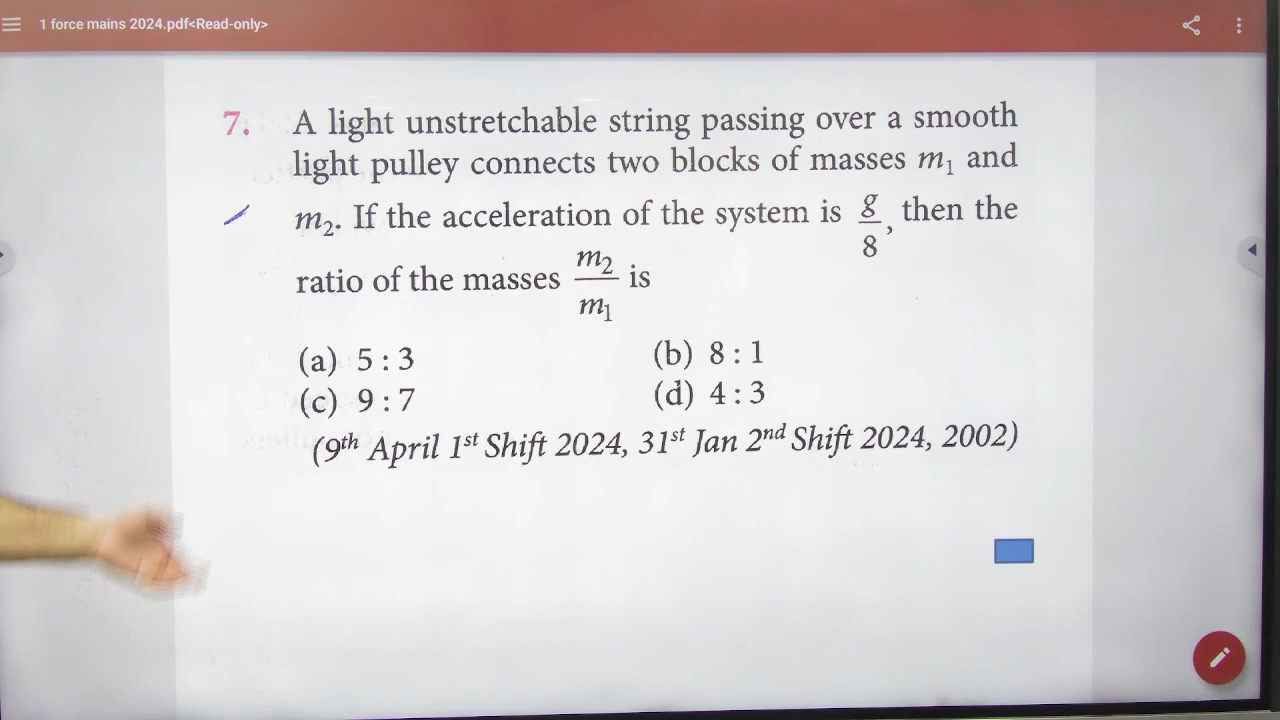 1 force mains 2024.pdf<Read-only>
7. A light unstretchable string passing over a smooth
light pulley connects two blocks of masses m₁ and
m₂. If the acceleration of the system is g/8, then the
ratio of the masses m₂/m₁ is
(a) 5 : 3 (b) 8 : 1
(c) 9 : 7 (d) 4 : 3
(9th April 1st Shift 2024, 31st Jan 2nd Shift 2024, 2002)